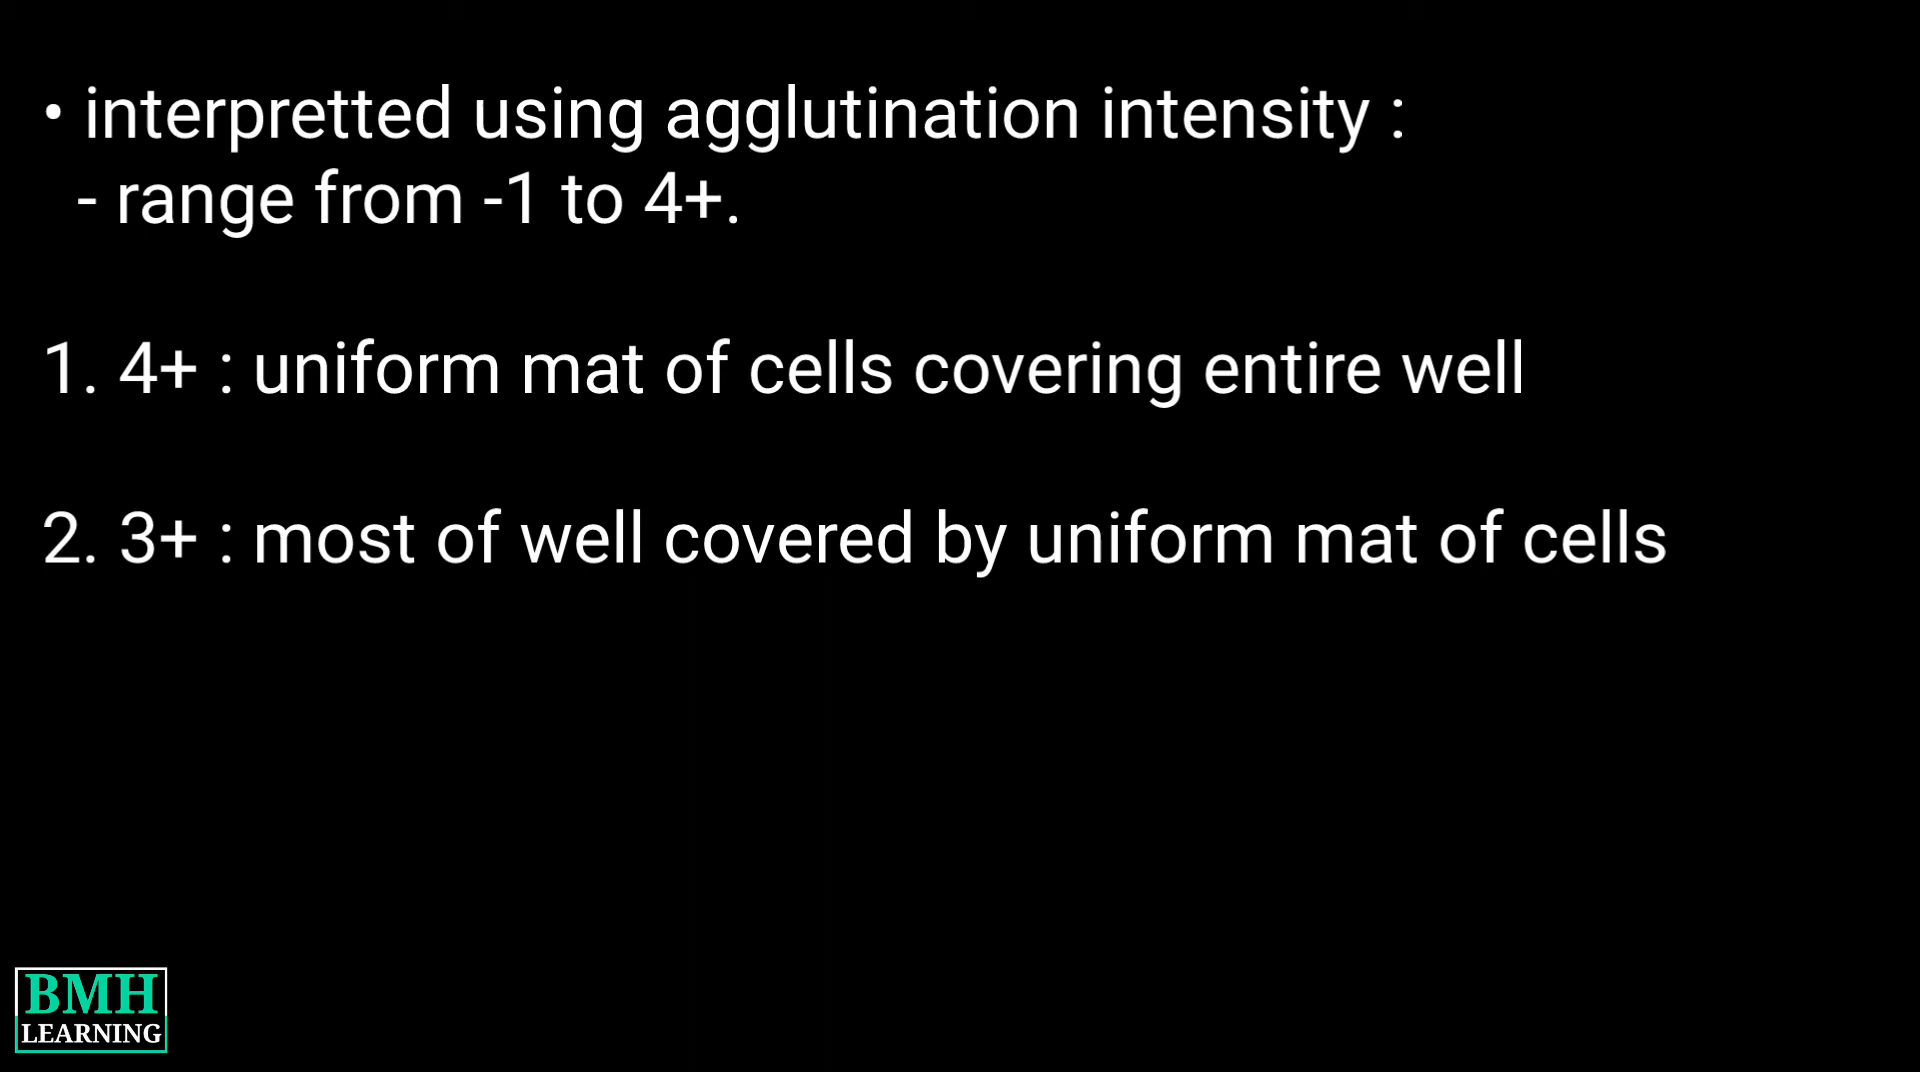 • interpretted using agglutination intensity :
- range from -1 to 4+.
1. 4+ : uniform mat of cells covering entire well
2. 3+ : most of well covered by uniform mat of cells
BMH
LEARNING